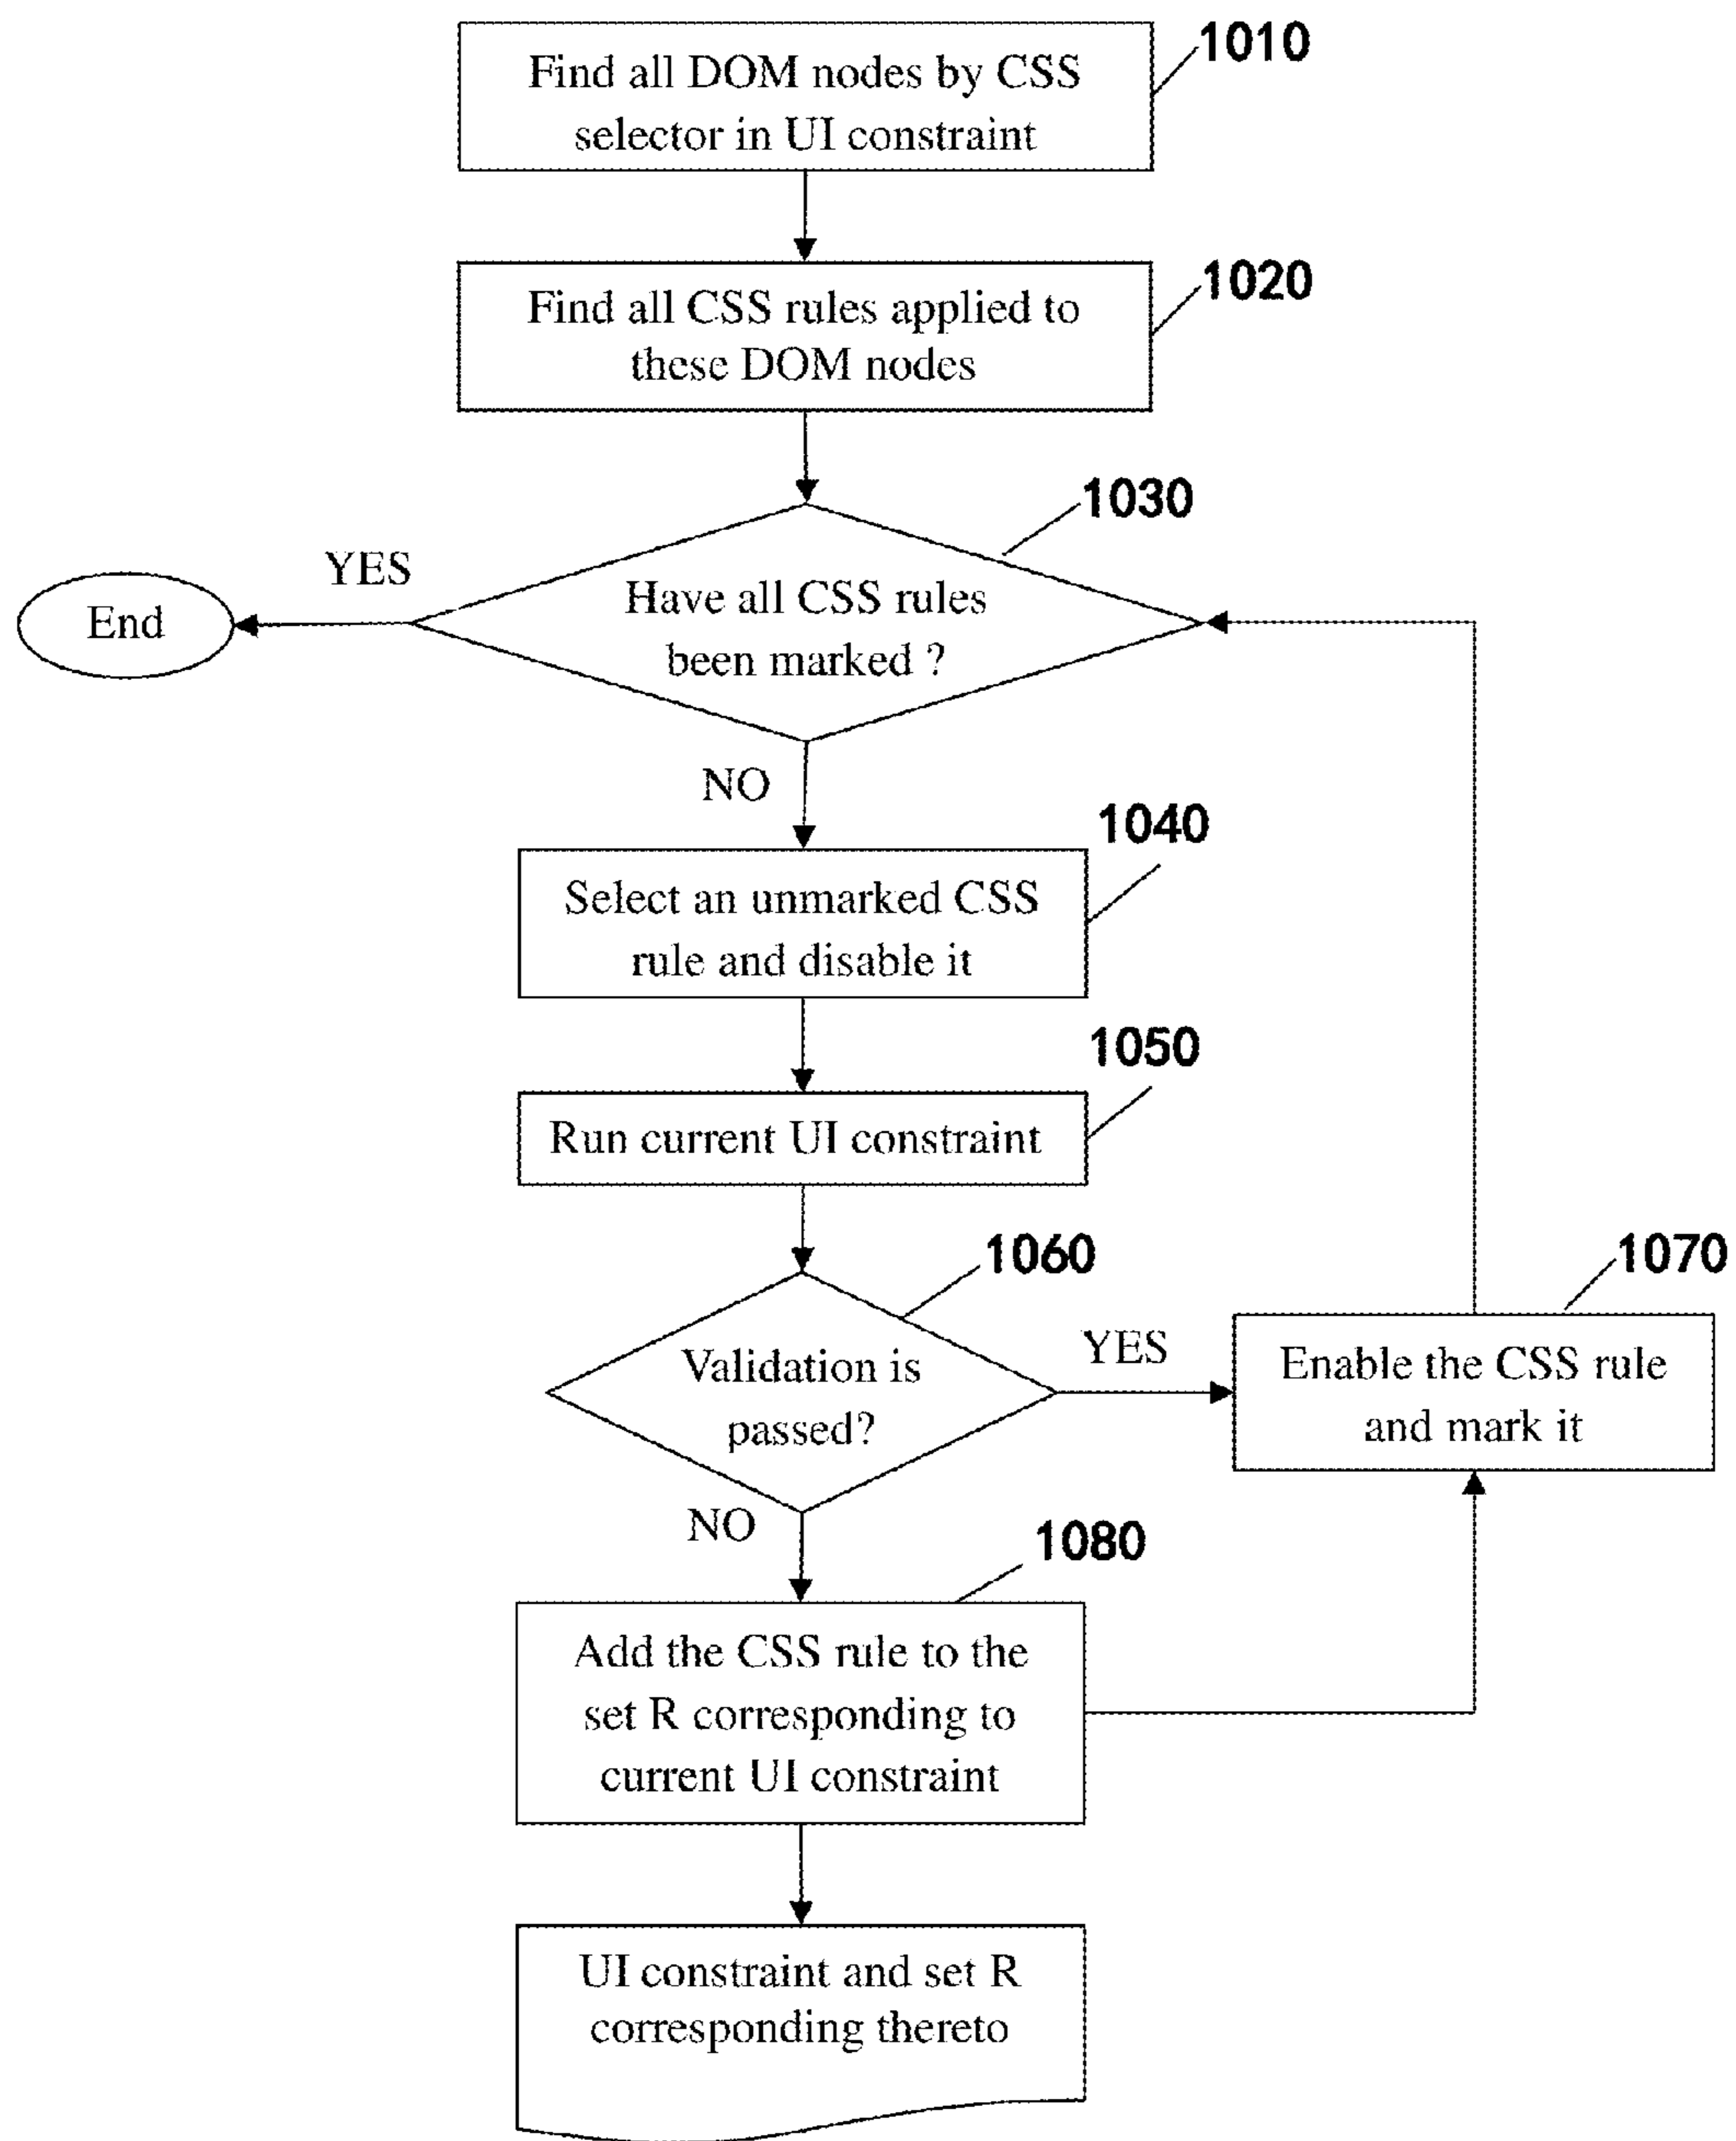 1010
Find all DOM nodes by CSS
selector in UI constraint
1020
Find all CSS rules applied to
these DOM nodes
1030
YES
End
Have all CSS rules
been marked ?
NO
1040
Select an unmarked CSS
rule and disable it
1050
Run current UI constraint
1060
1070
YES
Validation is
passed?
Enable the CSS rule
and mark it
NO
1080
Add the CSS rule to the
set R corresponding to
current UI constraint
UI constraint and set R
corresponding thereto